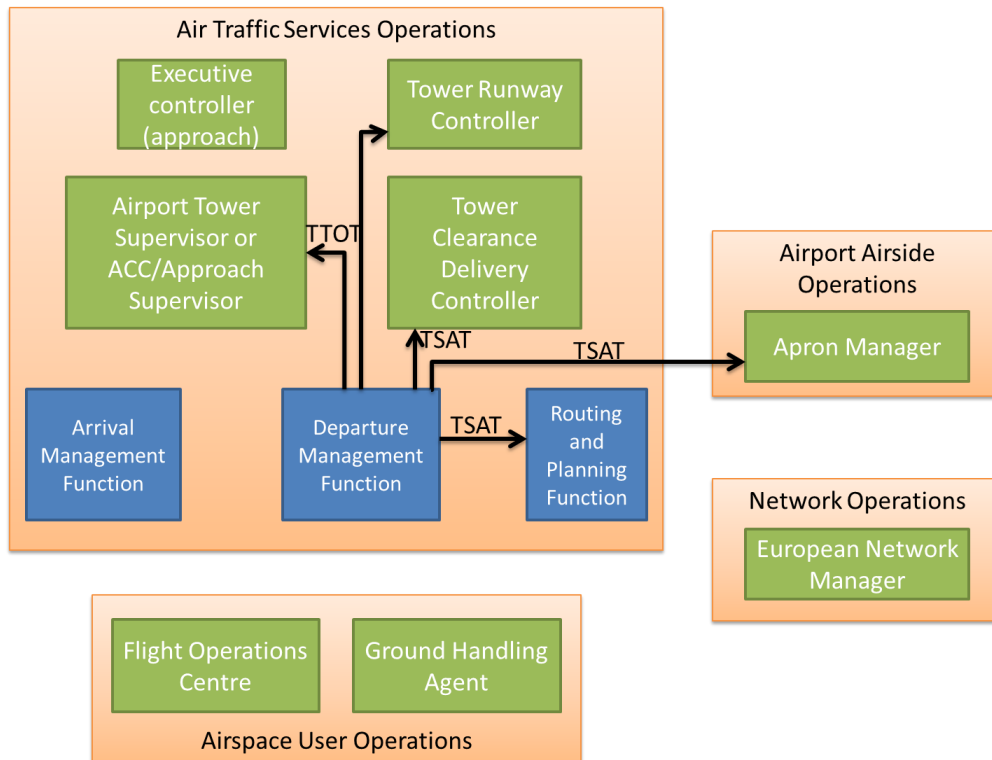 Air Traffic Services Operations
Executive
controller
(approach)
Tower Runway
Controller
Airport Tower
Supervisor or
ACC/Approach
Supervisor
TTOT
Tower
Clearance
Delivery
Controller
TSAT
TSAT
Airport Airside
Operations
Apron Manager
Arrival
Management
Function
Departure
Management
Function
TSAT
Routing
and
Planning
Function
Network Operations
European Network
Manager
Flight Operations
Centre
Ground Handling
Agent
Airspace User Operations